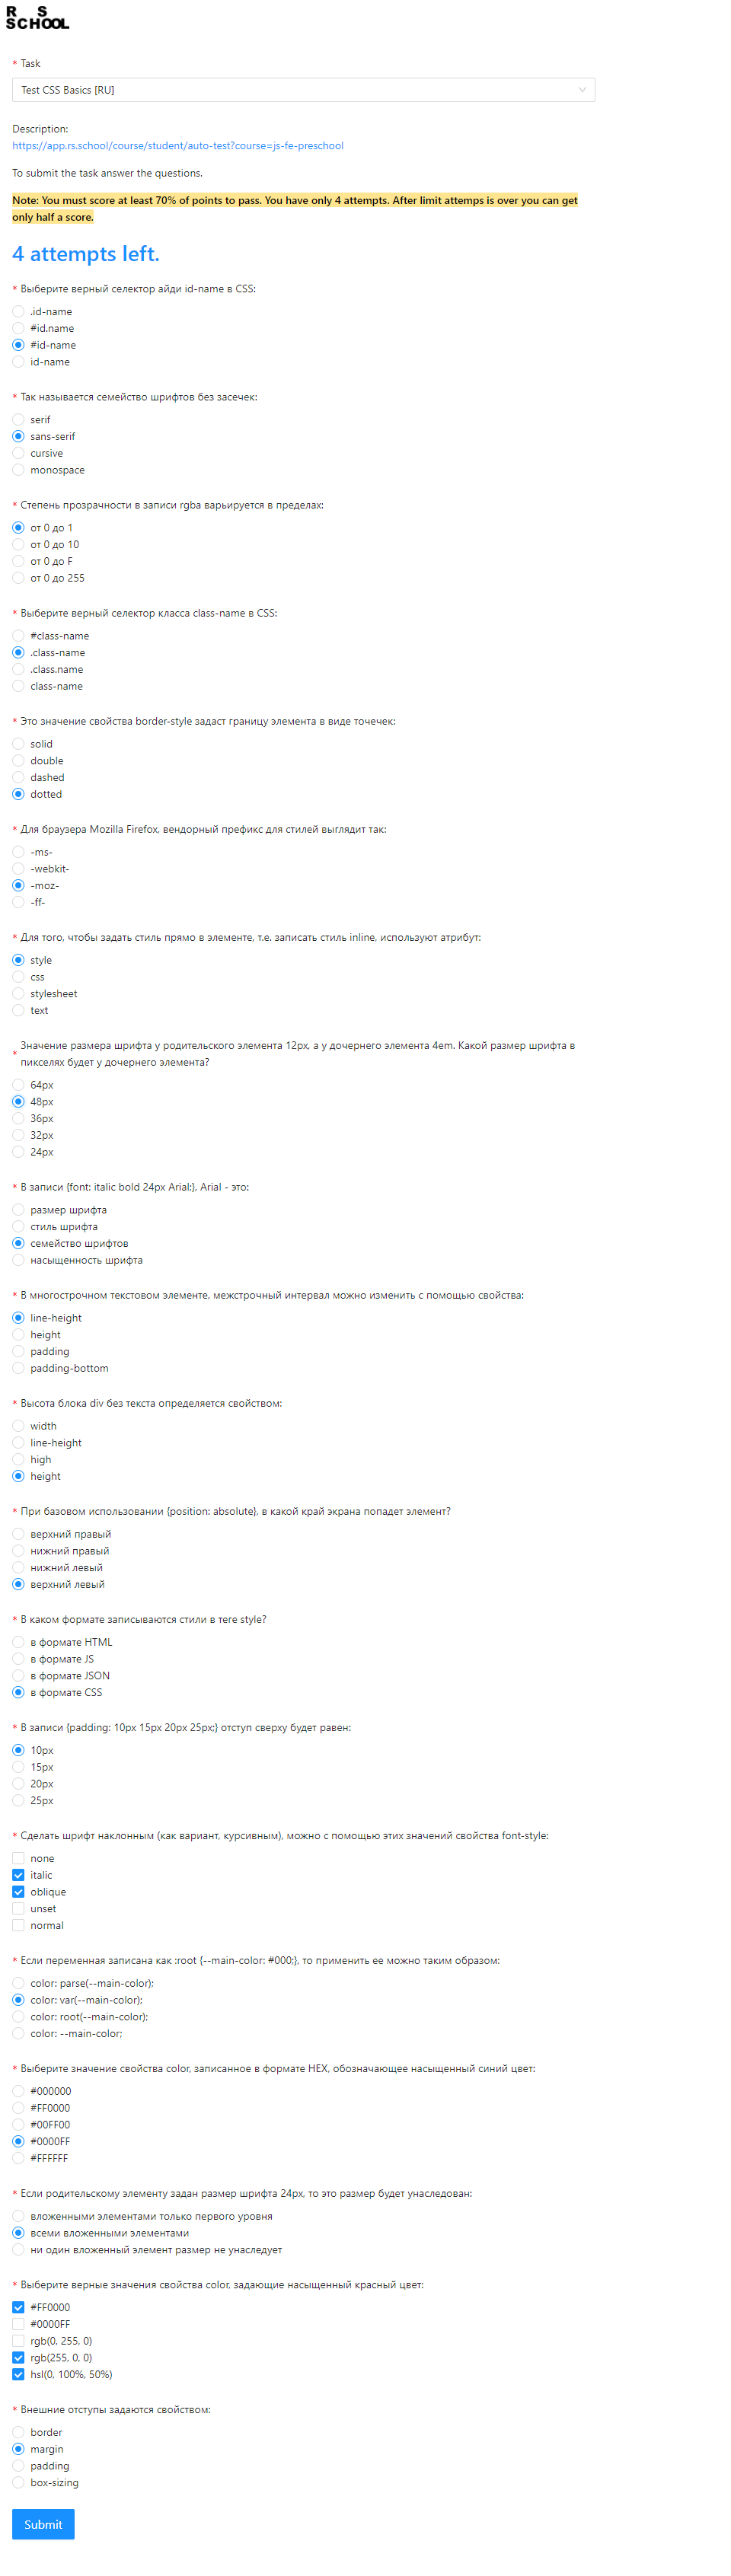 R S
SCHOOL
* Task
Test CSS Basics [RU]
Description:
https://app.rs.school/course/student/auto-test?course=js-fe-preschool
To submit the task answer the questions.
Note: You must score at least 70% of points to pass. You have only 4 attempts. After limit attemps is over you can get
only half a score.
4 attempts left.
* Выберите верный селектор айди id-name в CSS:
.id-name
#id.name
#id-name
id-name
* Так называется семейство шрифтов без засечек:
serif
sans-serif
cursive
monospace
* Степень прозрачности в записи rgba варьируется в пределах:
от 0 до 1
от 0 до 10
от 0 до F
от 0 до 255
* Выберите верный селектор класса class-name в CSS:
#class-name
.class-name
.class.name
class-name
* Это значение свойства border-style задаст границу элемента в виде точечек:
solid
double
dashed
dotted
* Для браузера Mozilla Firefox, вендорный префикс для стилей выглядит так:
-ms-
-webkit-
-moz-
-ff-
* Для того, чтобы задать стиль прямо в элементе, т.е. записать стиль inline, используют атрибут:
style
css
stylesheet
text
* Значение размера шрифта у родительского элемента 12px, а у дочернего элемента 4em. Какой размер шрифта в
пикселях будет у дочернего элемента?
64px
48px
36px
32px
24px
* В записи {font: italic bold 24px Arial;}, Arial - это:
размер шрифта
стиль шрифта
семейство шрифтов
насыщенность шрифта
* В многострочном текстовом элементе, межстрочный интервал можно изменить с помощью свойства:
line-height
height
padding
padding-bottom
* Высота блока div без текста определяется свойством:
width
line-height
high
height
* При базовом использовании {position: absolute}, в какой край экрана попадет элемент?
верхний правый
нижний правый
нижний левый
верхний левый
* В каком формате записываются стили в теге style?
в формате HTML
в формате JS
в формате JSON
в формате CSS
* В записи {padding: 10px 15px 20px 25px;} отступ сверху будет равен:
10px
15px
20px
25px
* Сделать шрифт наклонным (как вариант, курсивным), можно с помощью этих значений свойства font-style:
none
italic
oblique
unset
normal
* Если переменная записана как :root {--main-color: #000;}, то применить ее можно таким образом:
color: parse(--main-color);
color: var(--main-color);
color: root(--main-color);
color: --main-color;
* Выберите значение свойства color, записанное в формате HEX, обозначающее насыщенный синий цвет:
#000000
#FF0000
#00FF00
#0000FF
#FFFFFF
* Если родительскому элементу задан размер шрифта 24px, то это размер будет унаследован:
вложенными элементами только первого уровня
всеми вложенными элементами
ни один вложенный элемент размер не унаследует
* Выберите верные значения свойства color, задающие насыщенный красный цвет:
#FF0000
#0000FF
rgb(0, 255, 0)
rgb(255, 0, 0)
hsl(0, 100%, 50%)
* Внешние отступы задаются свойством:
border
margin
padding
box-sizing
Submit